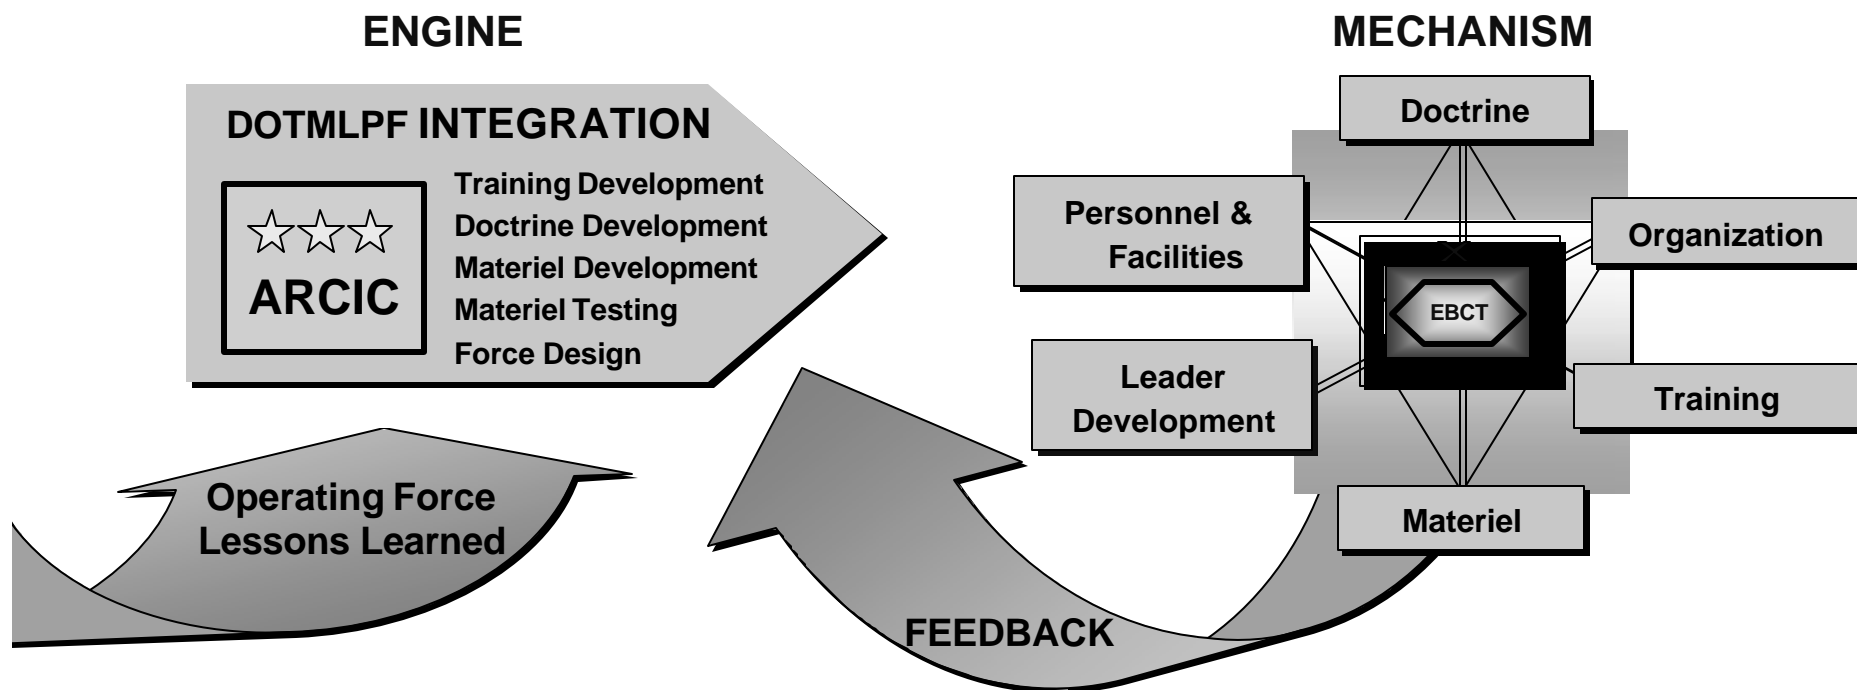 ENGINE
DOTMLPF INTEGRATION
ARCIC
Training Development
Doctrine Development
Materiel Development
Materiel Testing
Force Design
Operating Force
Lessons Learned
FEEDBACK
MECHANISM
Doctrine
Personnel &
Facilities
Organization
EBCT
Leader
Development
Training
Materiel